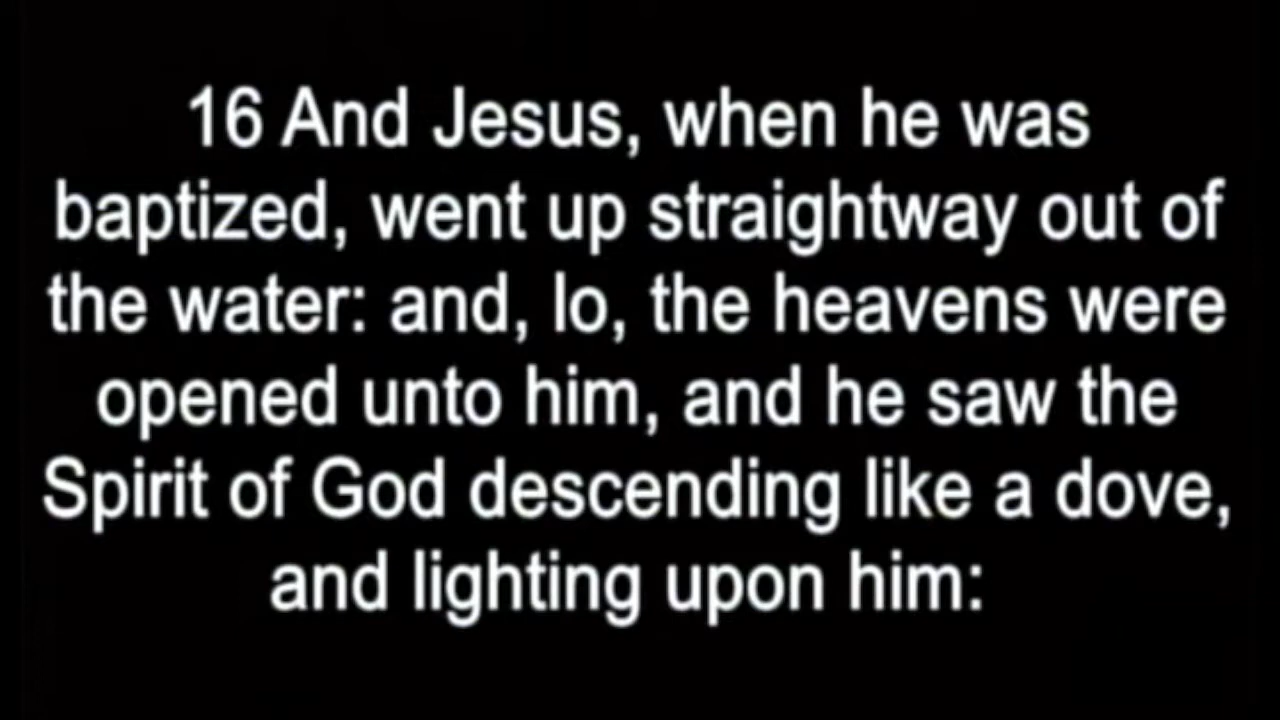 16 And Jesus, when he was
baptized, went up straightway out of
the water: and, lo, the heavens were
opened unto him, and he saw the
Spirit of God descending like a dove,
and lighting upon him: